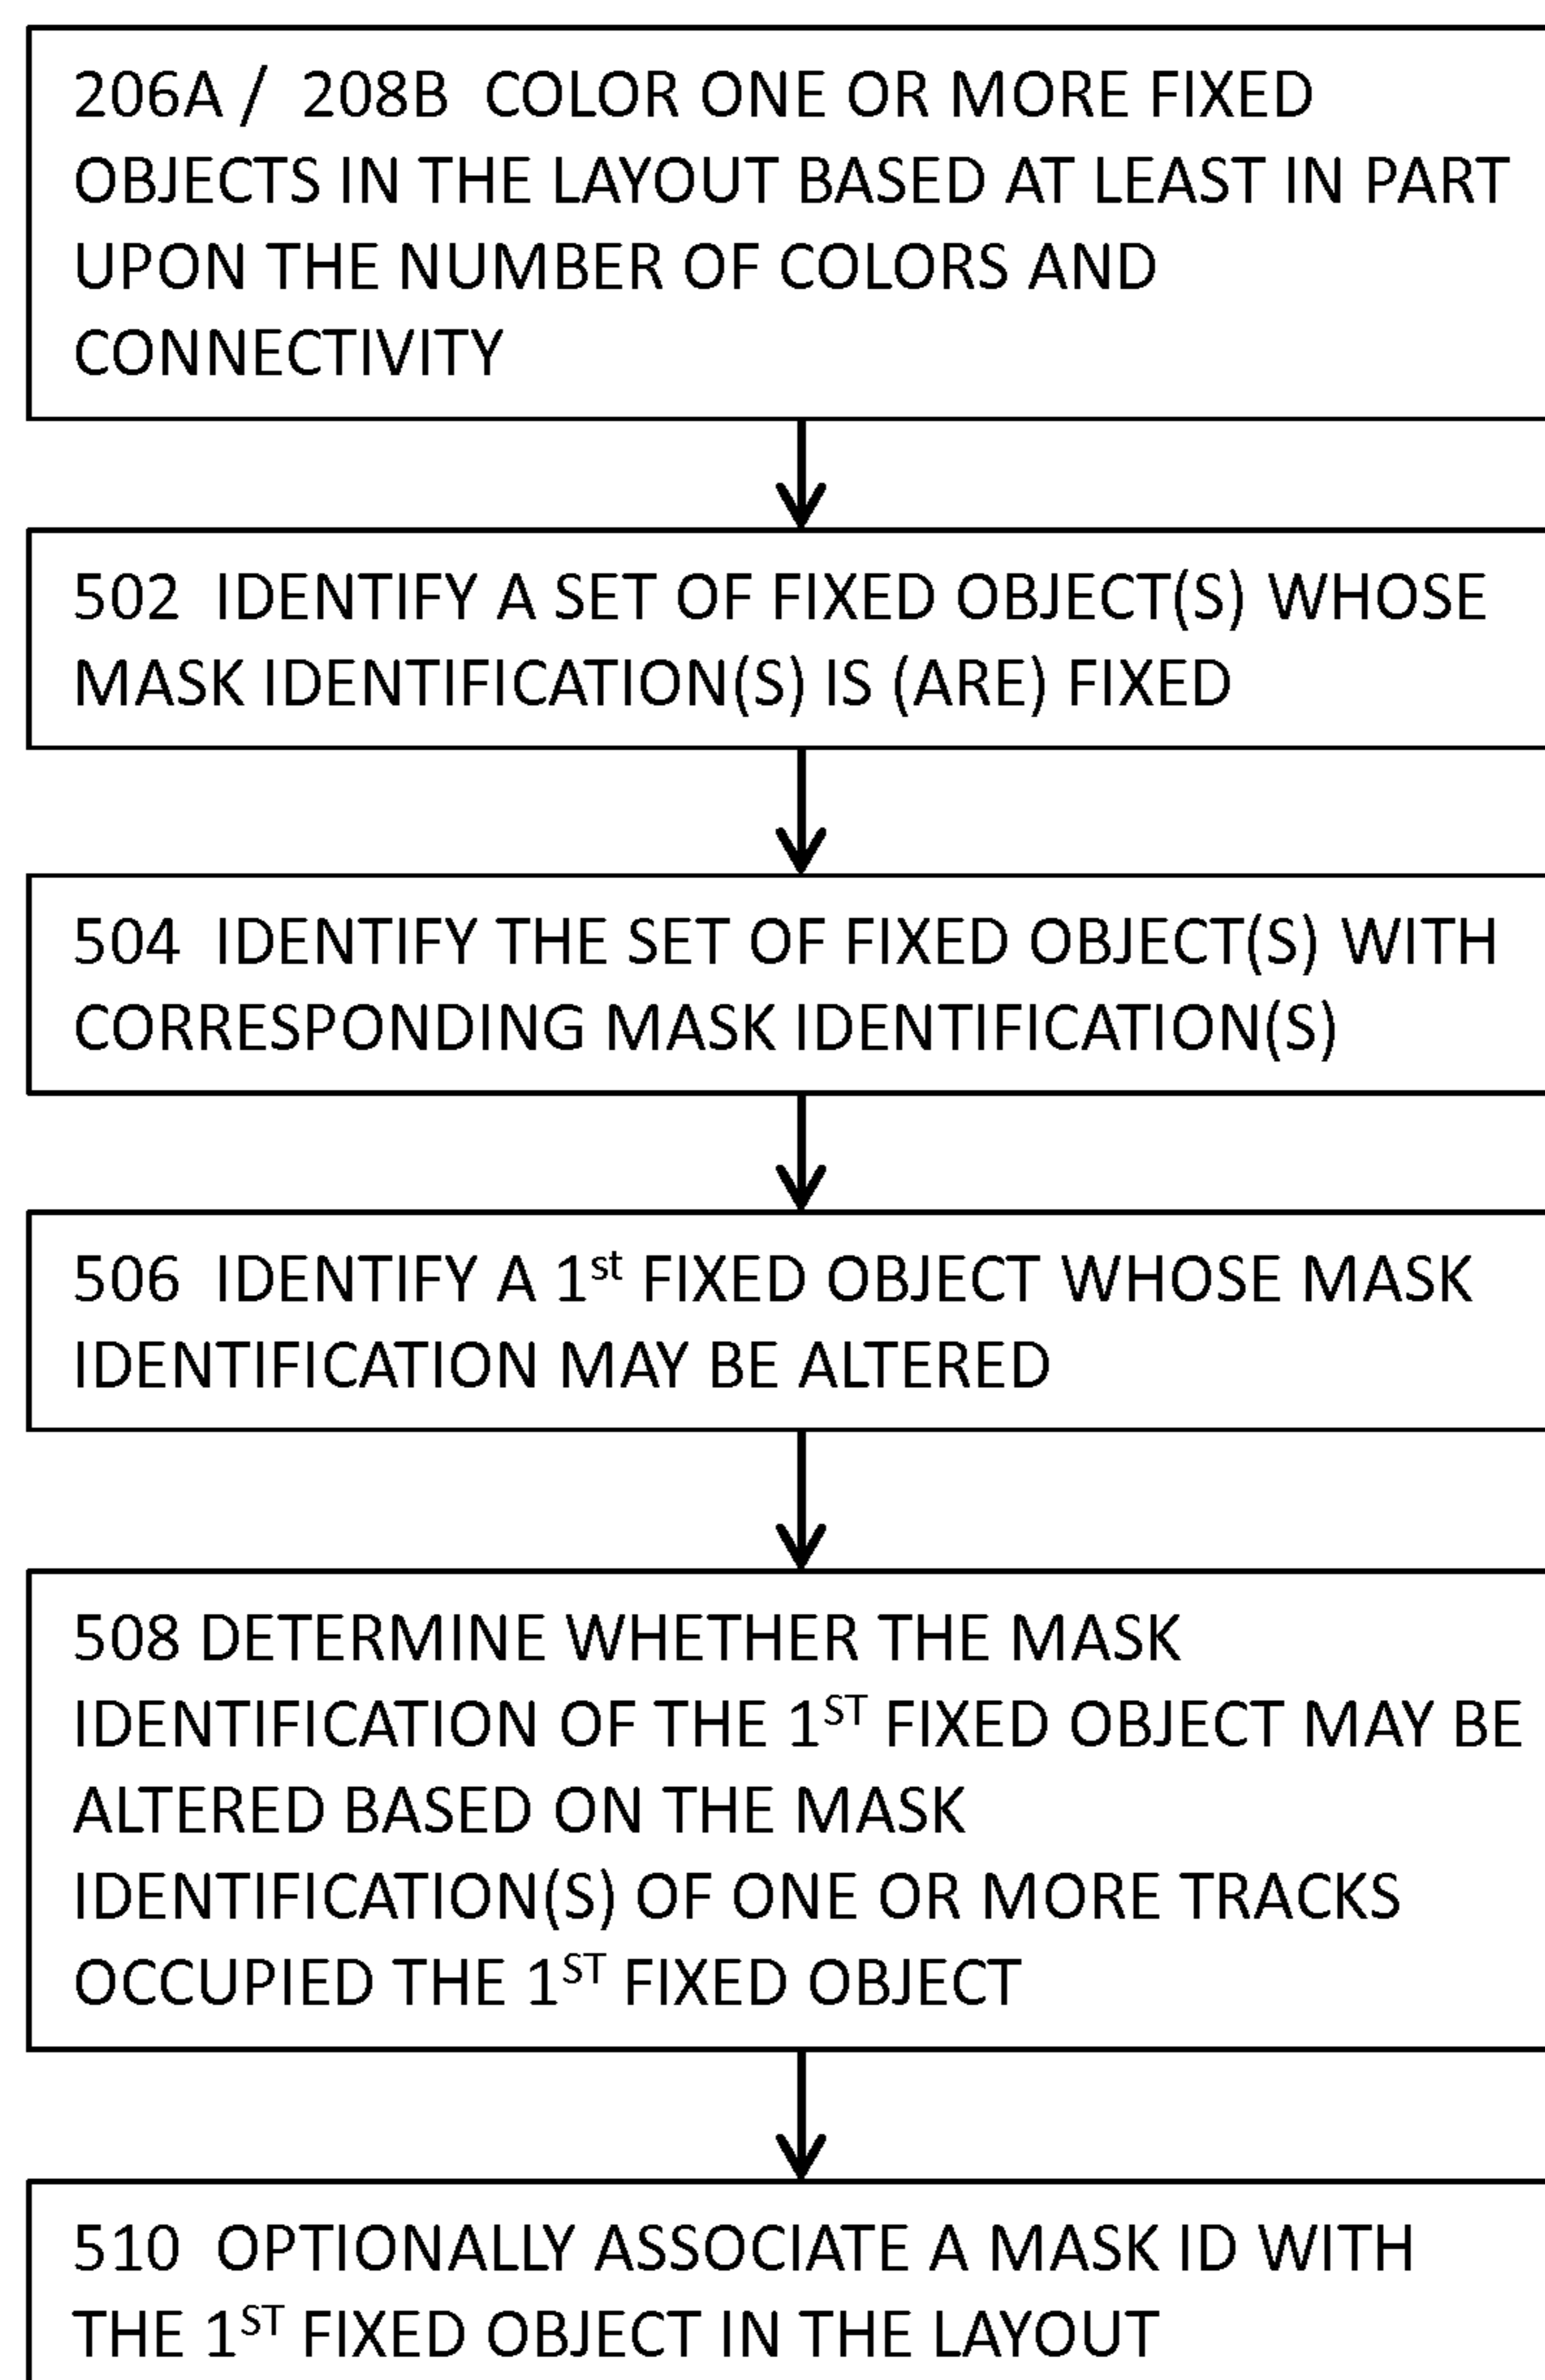 206A / 208B COLOR ONE OR MORE FIXED
OBJECTS IN THE LAYOUT BASED AT LEAST IN PART
UPON THE NUMBER OF COLORS AND
CONNECTIVITY
502 IDENTIFY A SET OF FIXED OBJECT(S) WHOSE
MASK IDENTIFICATION(S) IS (ARE) FIXED
504 IDENTIFY THE SET OF FIXED OBJECT(S) WITH
CORRESPONDING MASK IDENTIFICATION(S)
506 IDENTIFY A 1st FIXED OBJECT WHOSE MASK
IDENTIFICATION MAY BE ALTERED
508 DETERMINE WHETHER THE MASK
IDENTIFICATION OF THE 1ST FIXED OBJECT MAY BE
ALTERED BASED ON THE MASK
IDENTIFICATION(S) OF ONE OR MORE TRACKS
OCCUPIED THE 1ST FIXED OBJECT
510 OPTIONALLY ASSOCIATE A MASK ID WITH
THE 1ST FIXED OBJECT IN THE LAYOUT